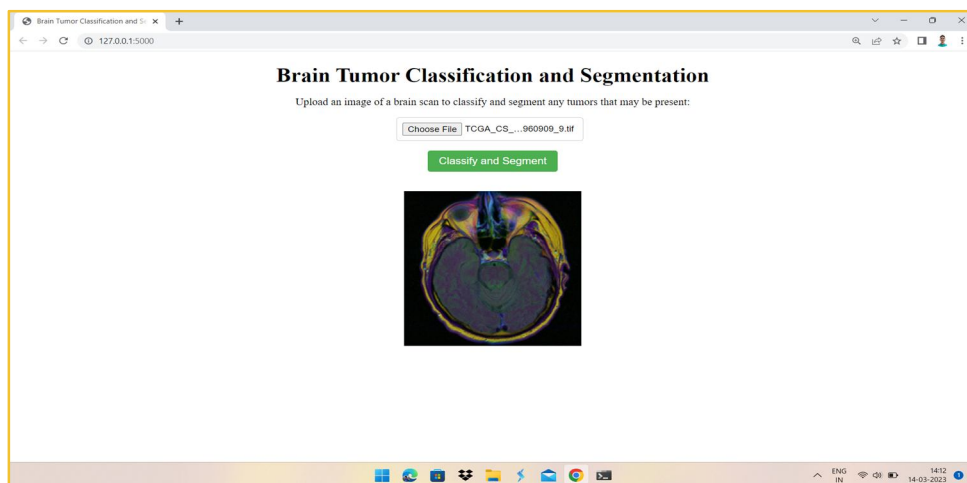 Brain Tumor Classification and Se
127.0.0.1:5000
Brain Tumor Classification and Segmentation
Upload an image of a brain scan to classify and segment any tumors that may be present:
Choose File TCGA_CS_...960909_9.tif
Classify and Segment
ENG 14:12
IN 14-03-2023